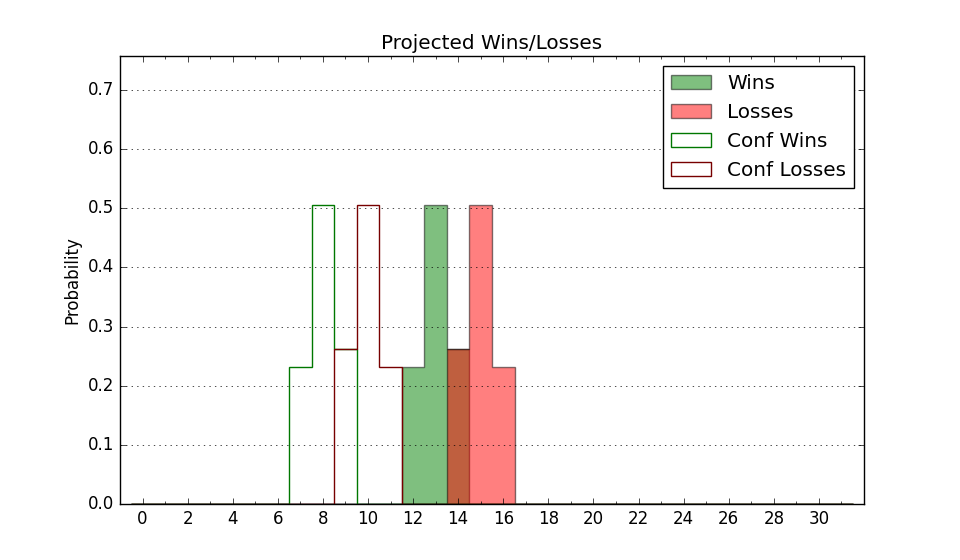 Projected Wins/Losses
Wins
Losses
Conf Wins
Conf Losses
Probability
0.7
0.6
0.5
0.4
0.3
0.2
0.1
0.0
0 2 4 6 8 10 12 14 16 18 20 22 24 26 28 30